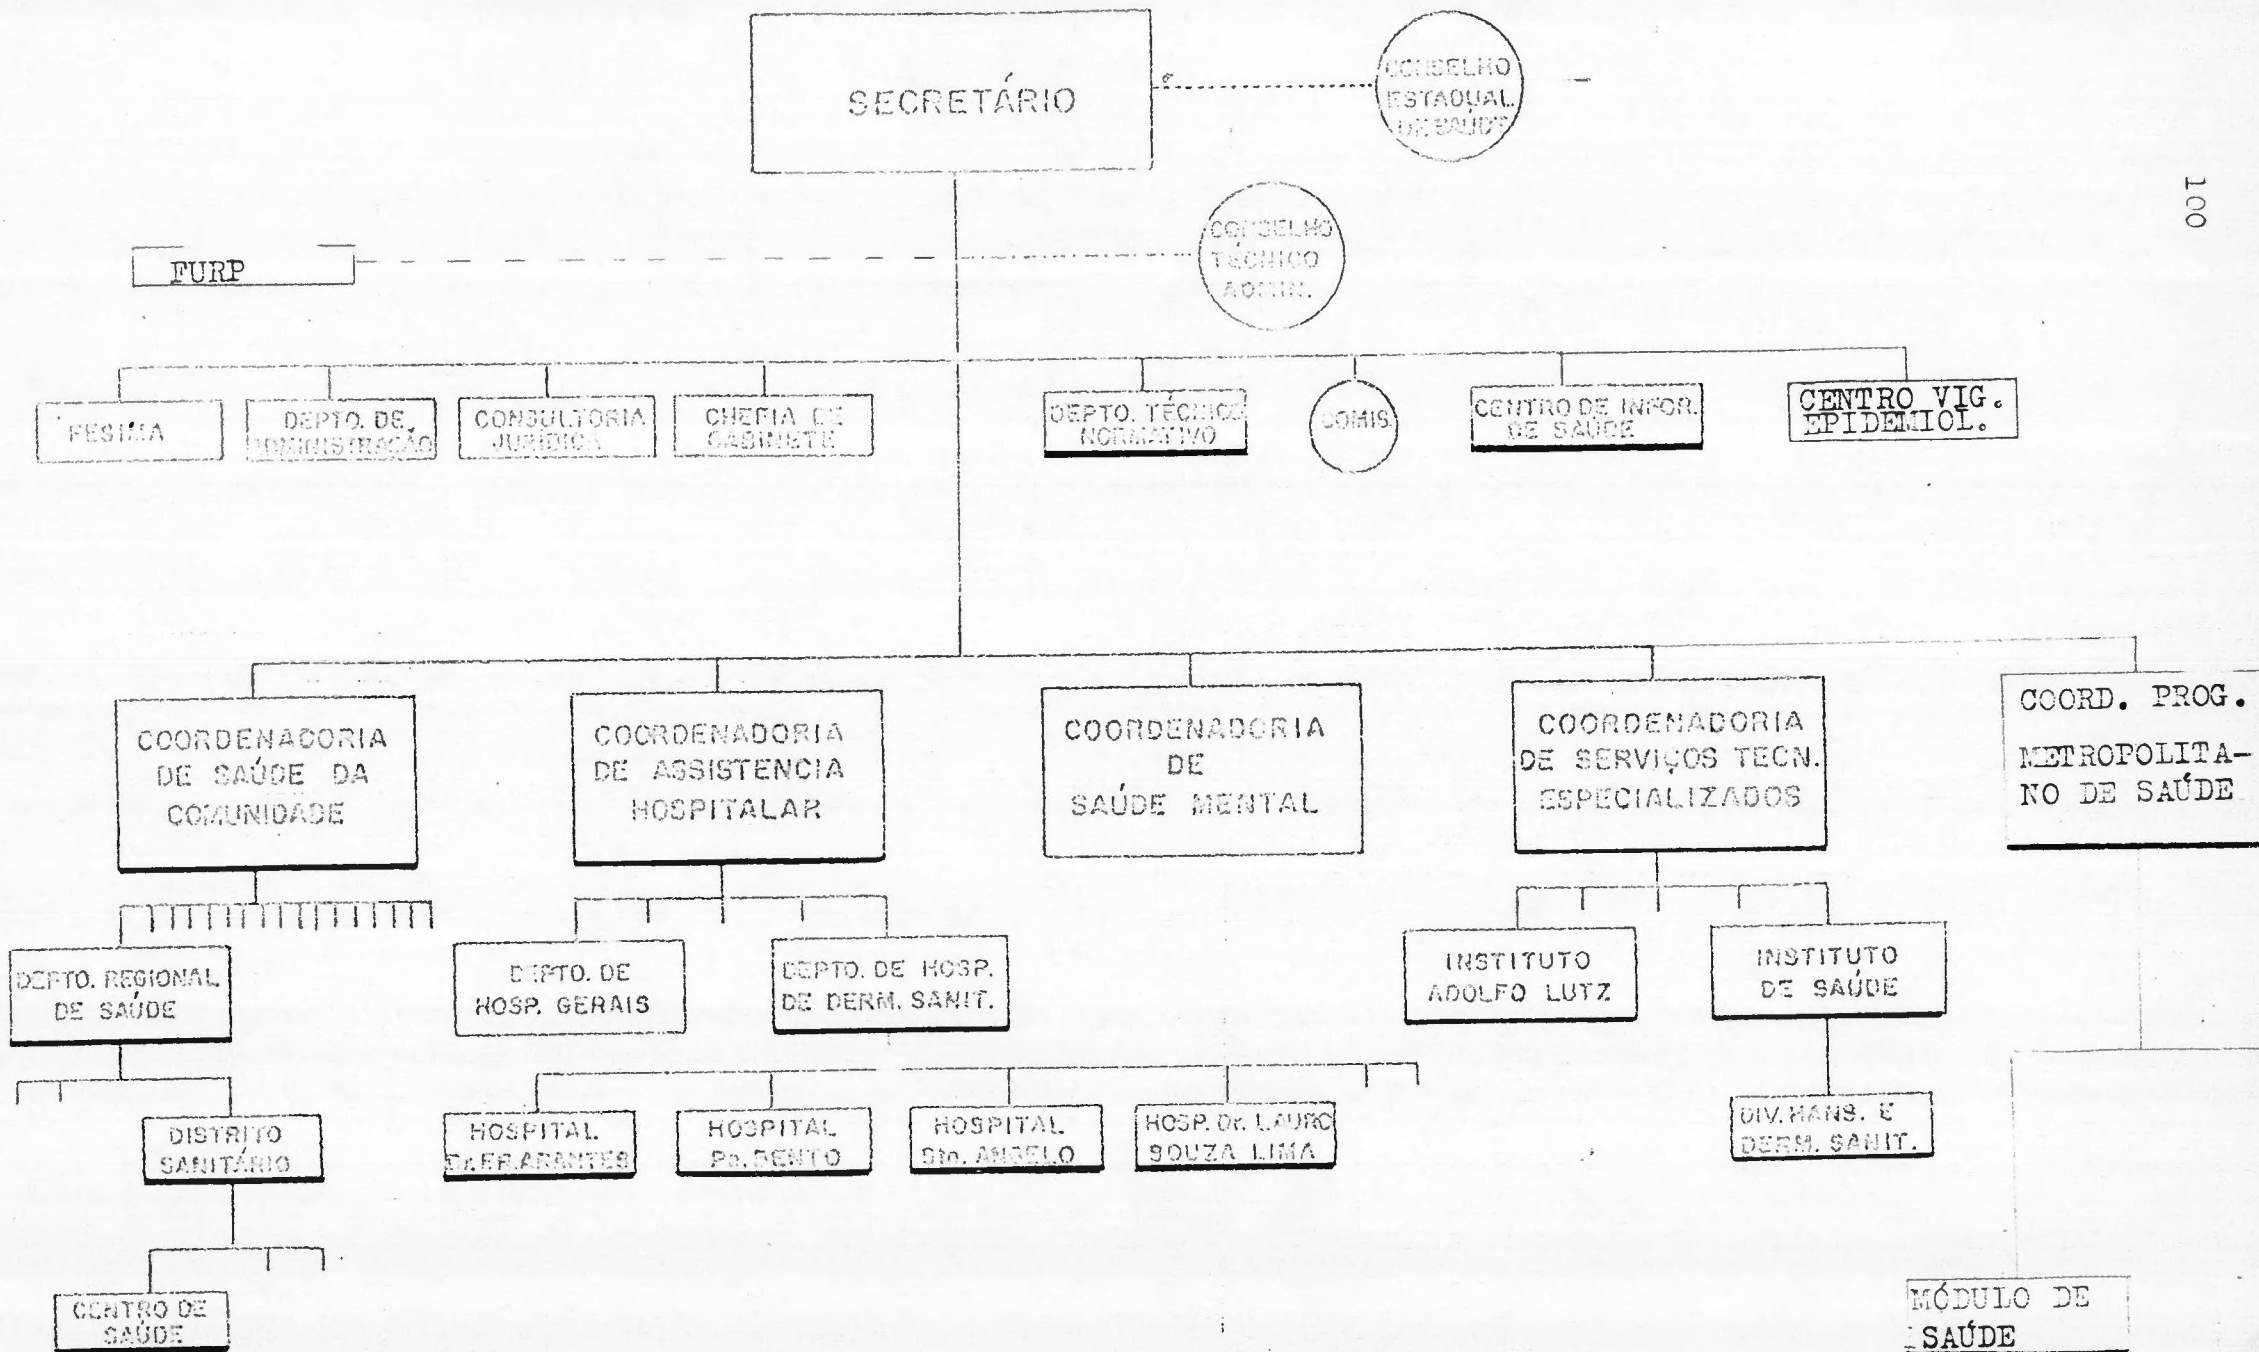 SECRETÁRIO
CONSELHO
ESTADUAL
DE SAÚDE
100
CONSELHO
TÉCNICO
ADMIN.
FURP
FESIMA
DEPTO. DE
ADMINISTRAÇÃO
CONSULTORIA
JURÍDICA
CHEFIA DE
GABINETE
DEPTO. TÉCNICO
NORMATIVO
COMIS.
CENTRO DE INFOR.
DE SAÚDE
CENTRO VIG.
EPIDEMIOL.
COORDENADORIA
DE SAÚDE DA
COMUNIDADE
COORDENADORIA
DE ASSISTENCIA
HOSPITALAR
COORDENADORIA
DE
SAÚDE MENTAL
COORDENADORIA
DE SERVIÇOS TECN.
ESPECIALIZADOS
COORD. PROG.
METROPOLITA-
NO DE SAÚDE
DEPTO. REGIONAL
DE SAÚDE
DEPTO. DE
HOSP. GERAIS
DEPTO. DE HOSP.
DE DERM. SANIT.
INSTITUTO
ADOLFO LUTZ
INSTITUTO
DE SAÚDE
DISTRITO
SANITÁRIO
HOSPITAL
Dr. FR. ARANTES
HOSPITAL
Pe. BENTO
HOSPITAL
Sto. ANGELO
HOSP. Dr. LAURO
SOUZA LIMA
DIV. HANS. E
DERM. SANIT.
CENTRO DE
SAÚDE
MÓDULO DE
SAÚDE